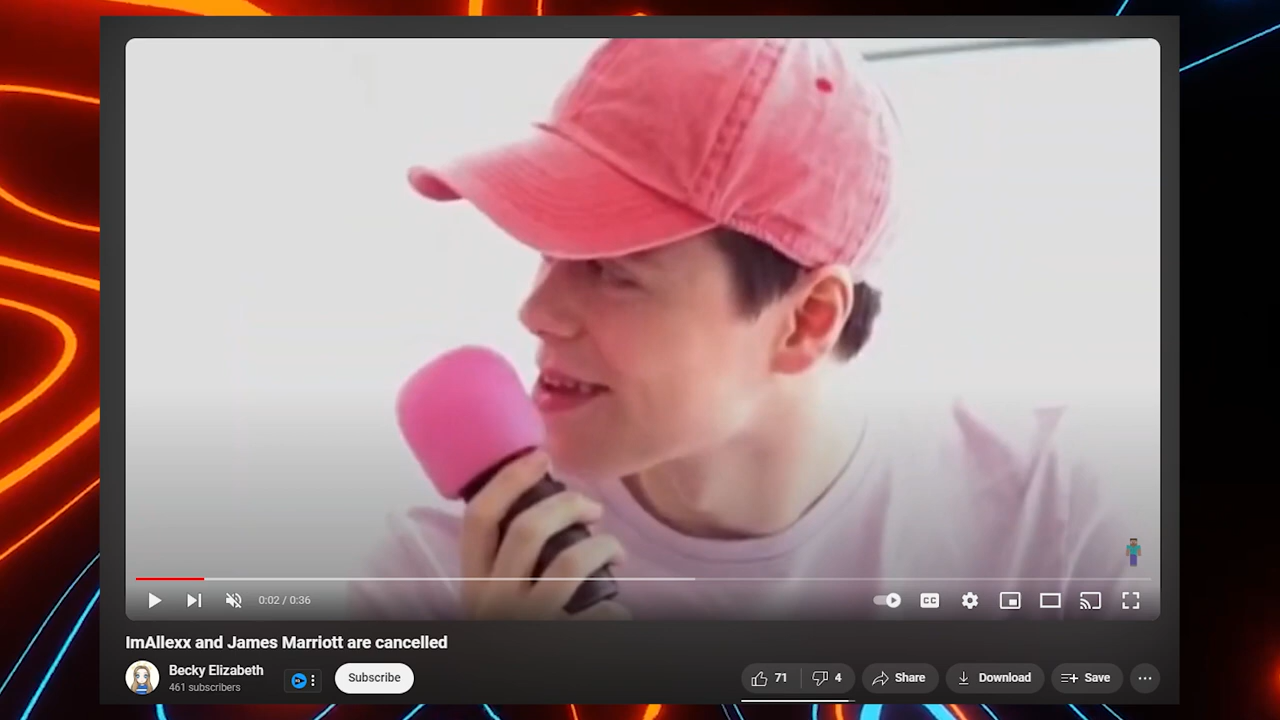 0:02 / 0:36
CC
ImAllexx and James Marriott are cancelled
Becky Elizabeth
461 subscribers
Subscribe
71
4
Share
Download
Save